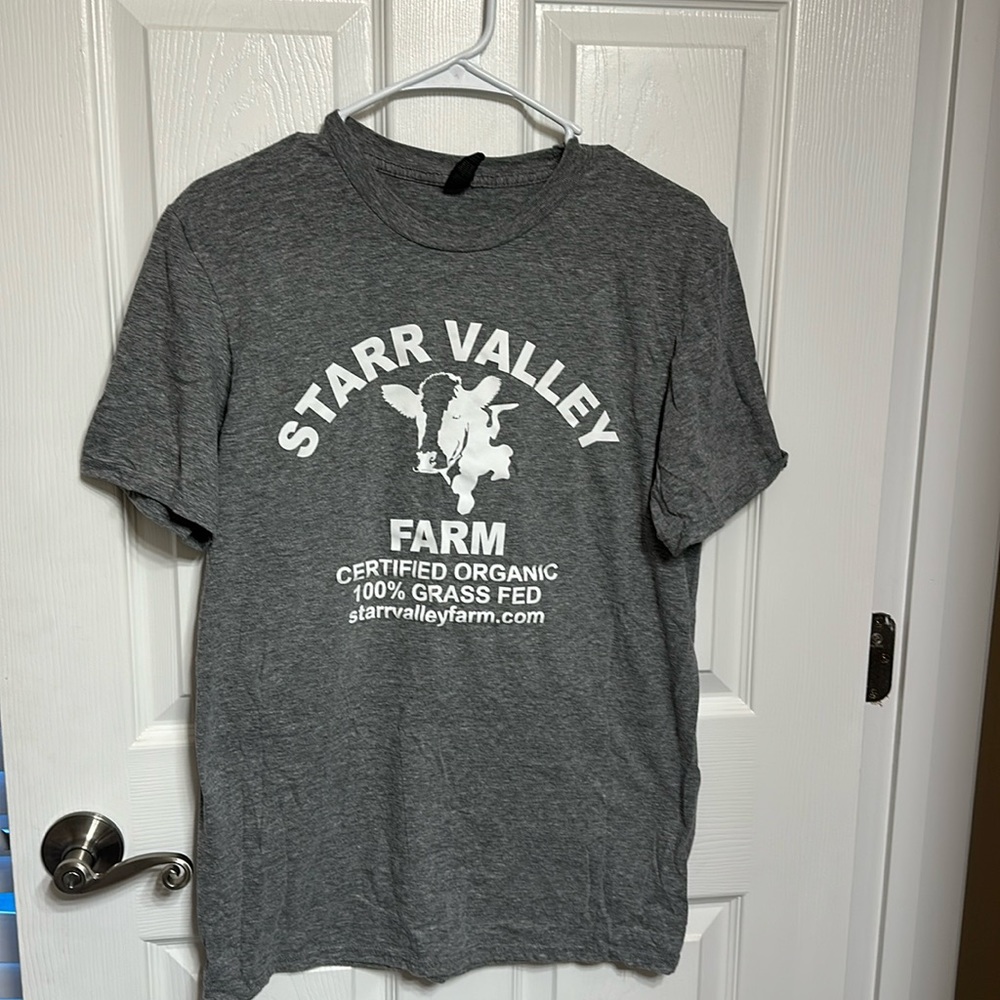 STARR VALLEY
FARM
CERTIFIED ORGANIC
100% GRASS FED
starrvalleyfarm.com